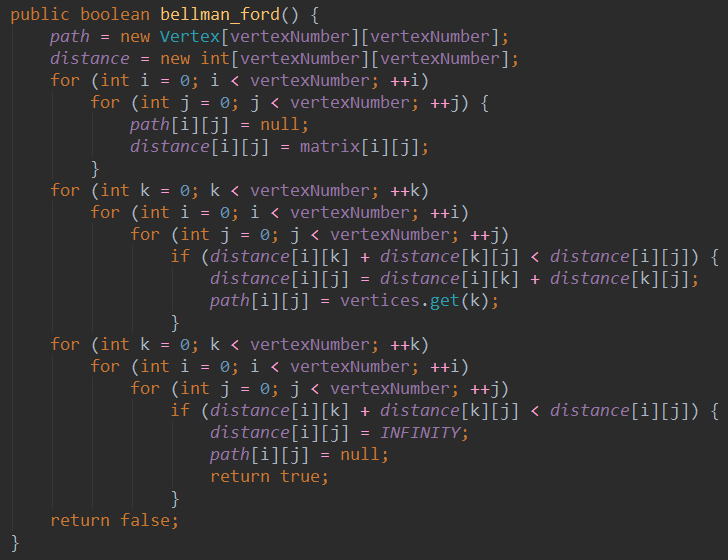 public boolean bellman_ford() {
    path = new Vertex[vertexNumber][vertexNumber];
    distance = new int[vertexNumber][vertexNumber];
    for (int i = 0; i < vertexNumber; ++i)
        for (int j = 0; j < vertexNumber; ++j) {
            path[i][j] = null;
            distance[i][j] = matrix[i][j];
        }
    for (int k = 0; k < vertexNumber; ++k)
        for (int i = 0; i < vertexNumber; ++i)
            for (int j = 0; j < vertexNumber; ++j)
                if (distance[i][k] + distance[k][j] < distance[i][j]) {
                    distance[i][j] = distance[i][k] + distance[k][j];
                    path[i][j] = vertices.get(k);
                }
    for (int k = 0; k < vertexNumber; ++k)
        for (int i = 0; i < vertexNumber; ++i)
            for (int j = 0; j < vertexNumber; ++j)
                if (distance[i][k] + distance[k][j] < distance[i][j]) {
                    distance[i][j] = INFINITY;
                    path[i][j] = null;
                    return true;
                }
    return false;
}